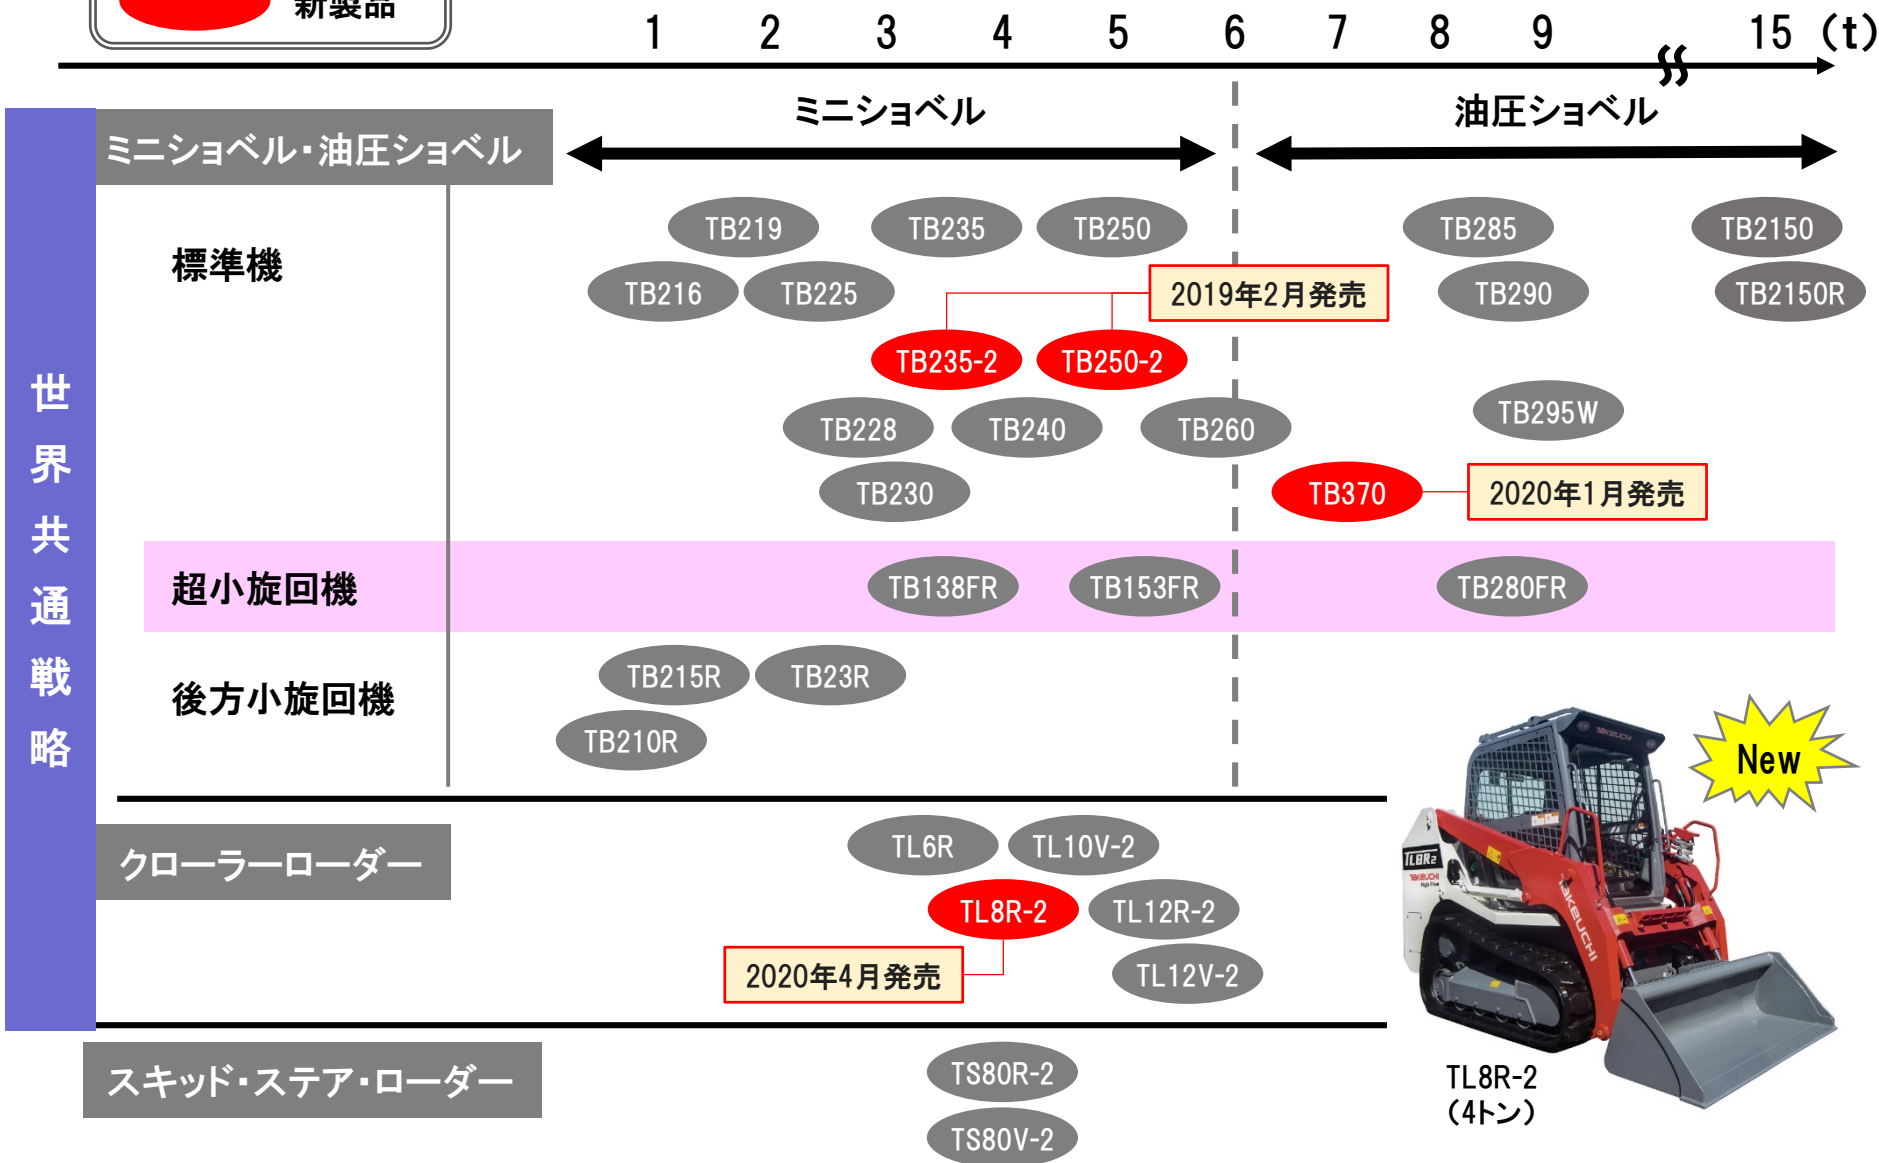 新製品
1 2 3 4 5 6 7 8 9 15 (t)
ミニショベル 油圧ショベル
ミニショベル・油圧ショベル
標準機
TB219 TB235 TB250 TB285 TB2150
TB216 TB225 2019年2月発売 TB290 TB2150R
TB235-2 TB250-2
TB228 TB240 TB260 TB295W
TB230 TB370 2020年1月発売
超小旋回機 TB138FR TB153FR TB280FR
後方小旋回機
TB215R TB23R
TB210R
世界共通戦略
クローラーローダー
TL6R TL10V-2
TL8R-2 TL12R-2
2020年4月発売 TL12V-2
スキッド・ステア・ローダー
TS80R-2
TS80V-2
New
TAKEUCHI
TL8R2
TAKEUCHI
High Flow
TAKEUCHI
TL8R-2
(4トン)